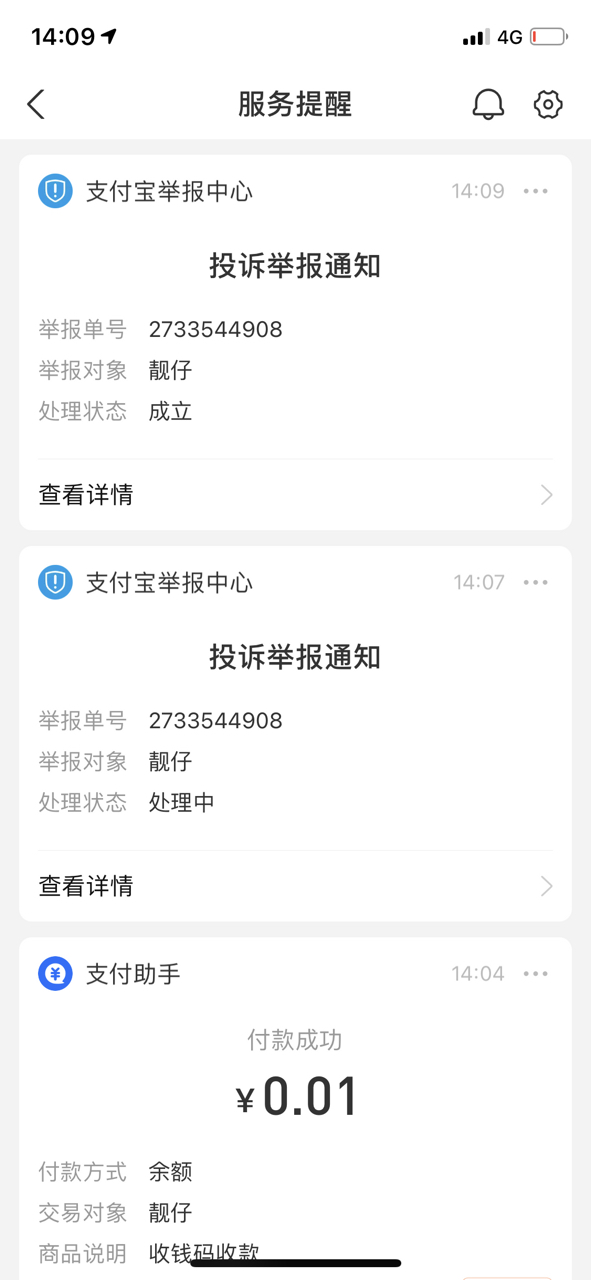 14:09 4G
服务提醒
支付宝举报中心 14:09
投诉举报通知
举报单号 2733544908
举报对象 靓仔
处理状态 成立
查看详情
支付宝举报中心 14:07
投诉举报通知
举报单号 2733544908
举报对象 靓仔
处理状态 处理中
查看详情
支付助手 14:04
付款成功
¥0.01
付款方式 余额
交易对象 靓仔
商品说明 收钱码收款